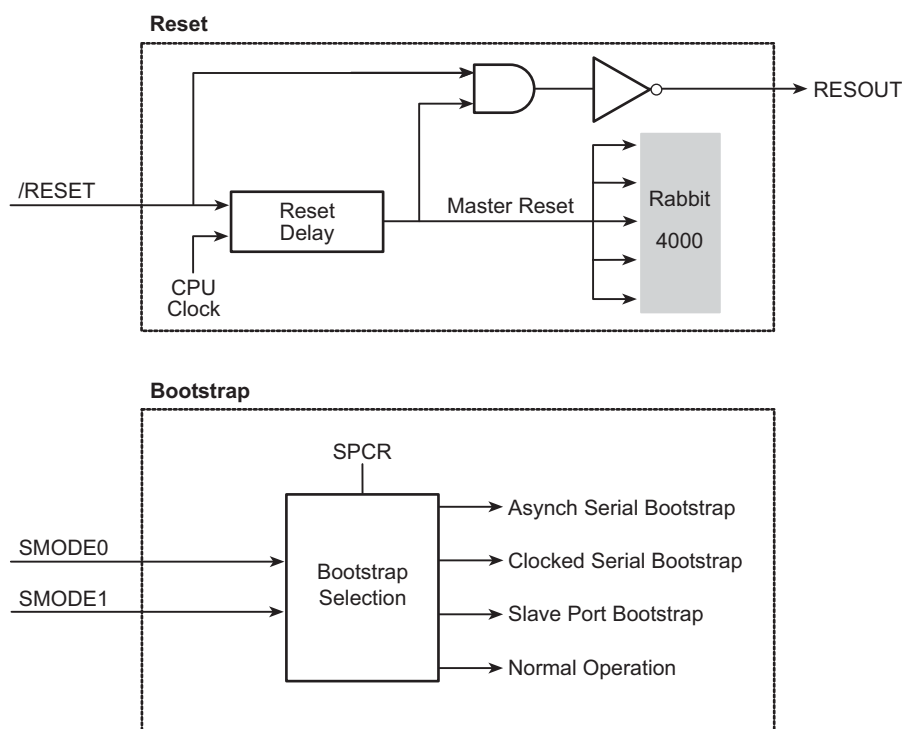 Reset
RESOUT
/RESET
Reset
Delay
Master Reset
Rabbit
4000
CPU
Clock
Bootstrap
SPCR
SMODE0
SMODE1
Bootstrap
Selection
Asynch Serial Bootstrap
Clocked Serial Bootstrap
Slave Port Bootstrap
Normal Operation